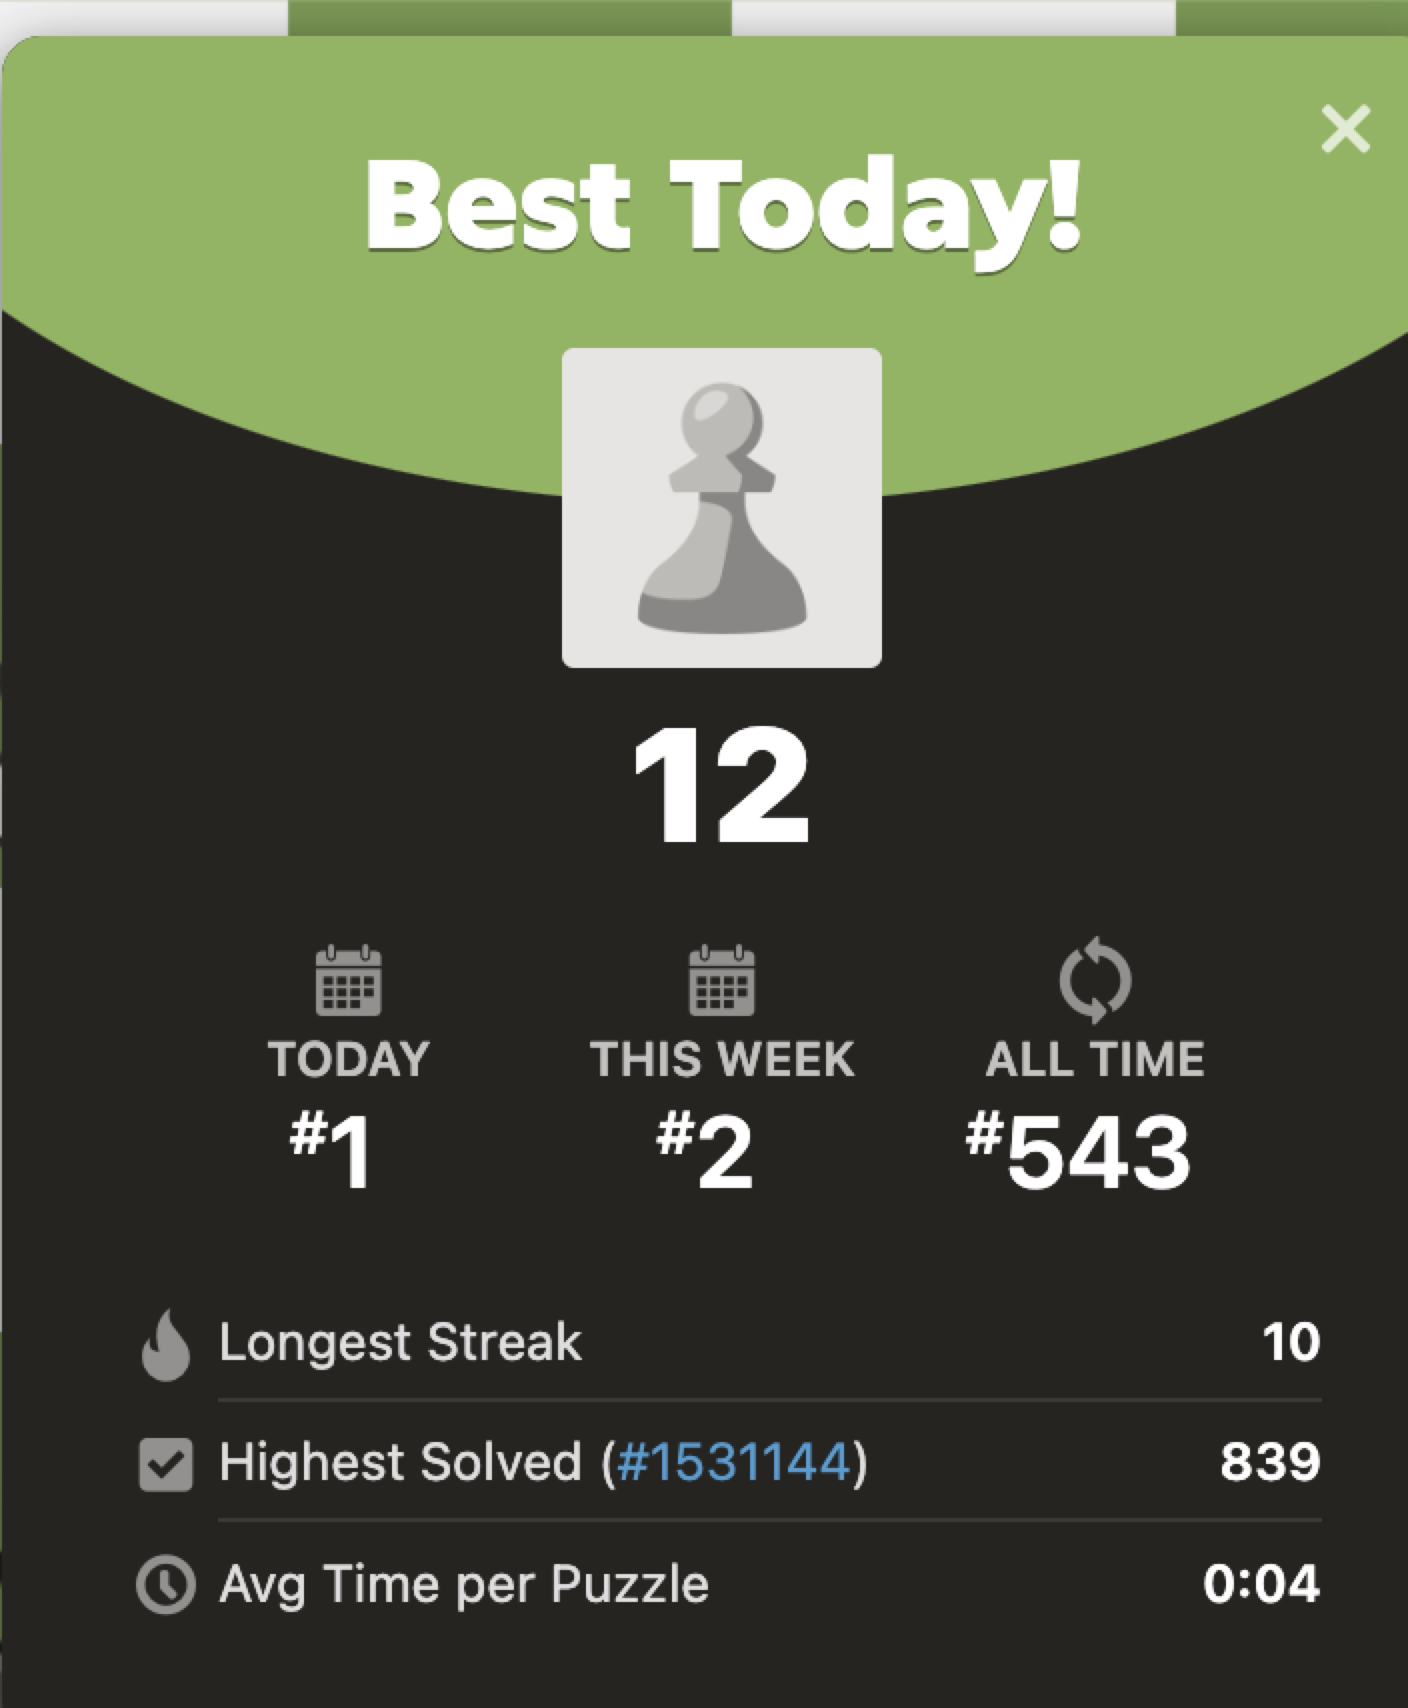 Best Today!
12
TODAY
THIS WEEK
ALL TIME
#1
#2
#543
Longest Streak 10
Highest Solved (#1531144) 839
Avg Time per Puzzle 0:04